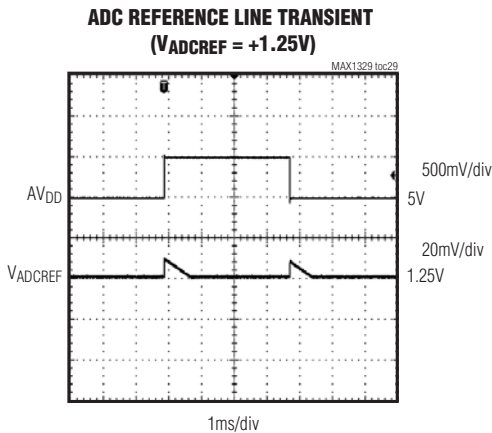 ADC REFERENCE LINE TRANSIENT
(VADCREF = +1.25V)
MAX1329 toc29
500mV/div
AVDD
5V
20mV/div
VADCREF
1.25V
1ms/div